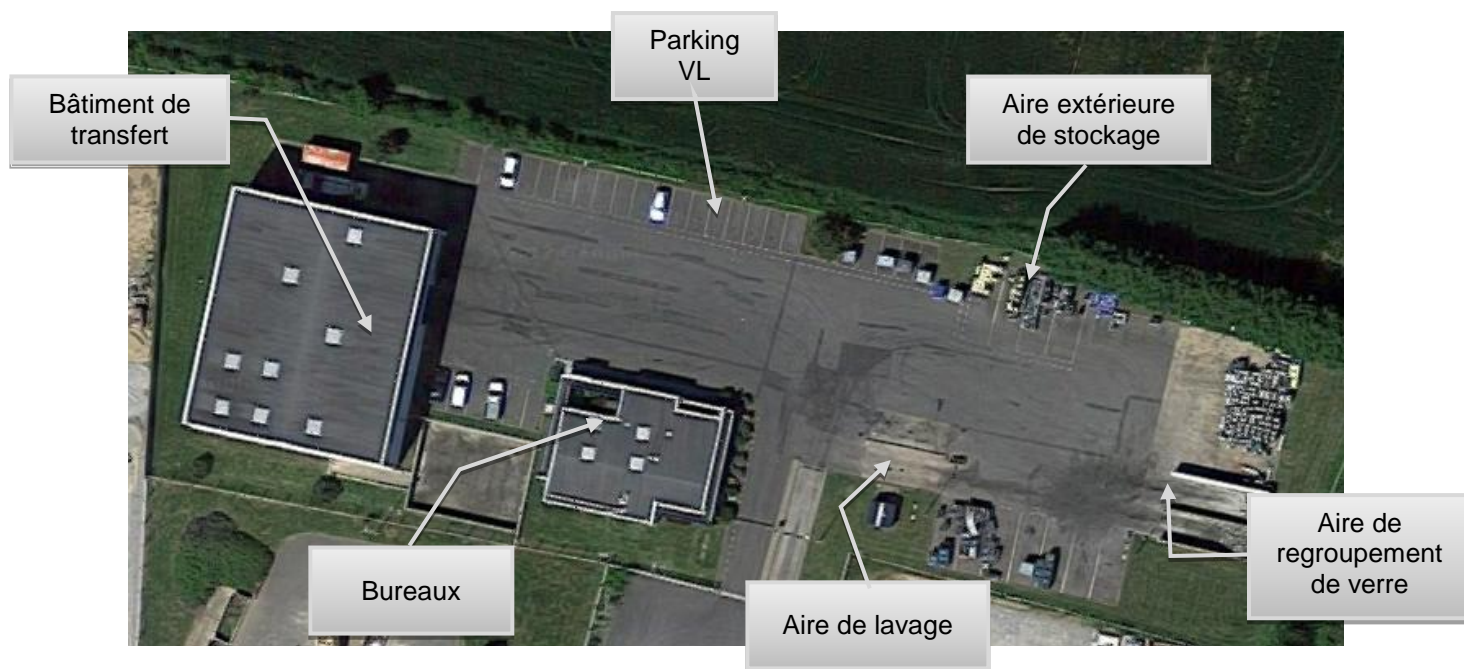 Parking
VL
Bâtiment de
transfert
Aire extérieure
de stockage
Bureaux
Aire de lavage
Aire de
regroupement
de verre